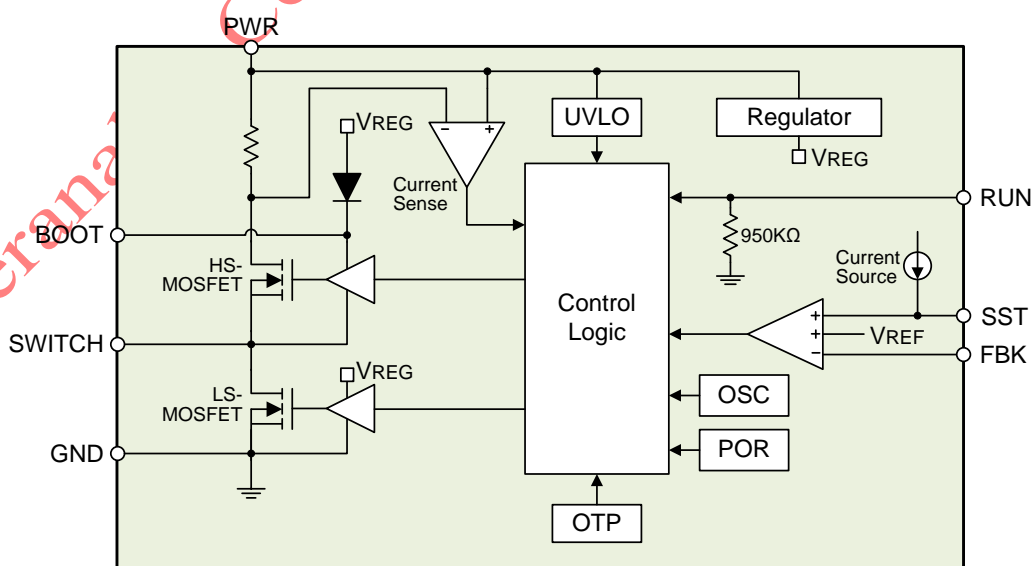 PWR
VREG
UVLO
Regulator
VREG
Current
Sense
RUN
950KΩ
BOOT
HS-
MOSFET
Current
Source
Control
Logic
SST
SWITCH
VREF
FBK
VREG
LS-
MOSFET
OSC
GND
POR
OTP
- +
+
+
-